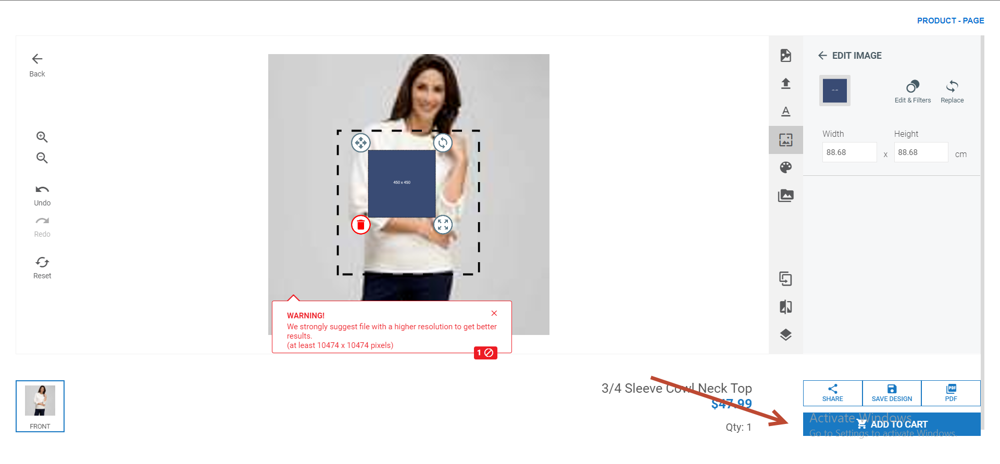 PRODUCT - PAGE
Back
EDIT IMAGE
Edit & Filters
Replace
Width
Height
88.68
x
88.68
cm
450 x 450
Undo
Redo
Reset
WARNING!
We strongly suggest file with a higher resolution to get better
results.
(at least 10474 x 10474 pixels)
1
3/4 Sleeve Cowl Neck Top
$47.99
Qty: 1
SHARE
SAVE DESIGN
PDF
PDF
Activate Windows
ADD TO CART
Go to Settings to activate Windows.
FRONT